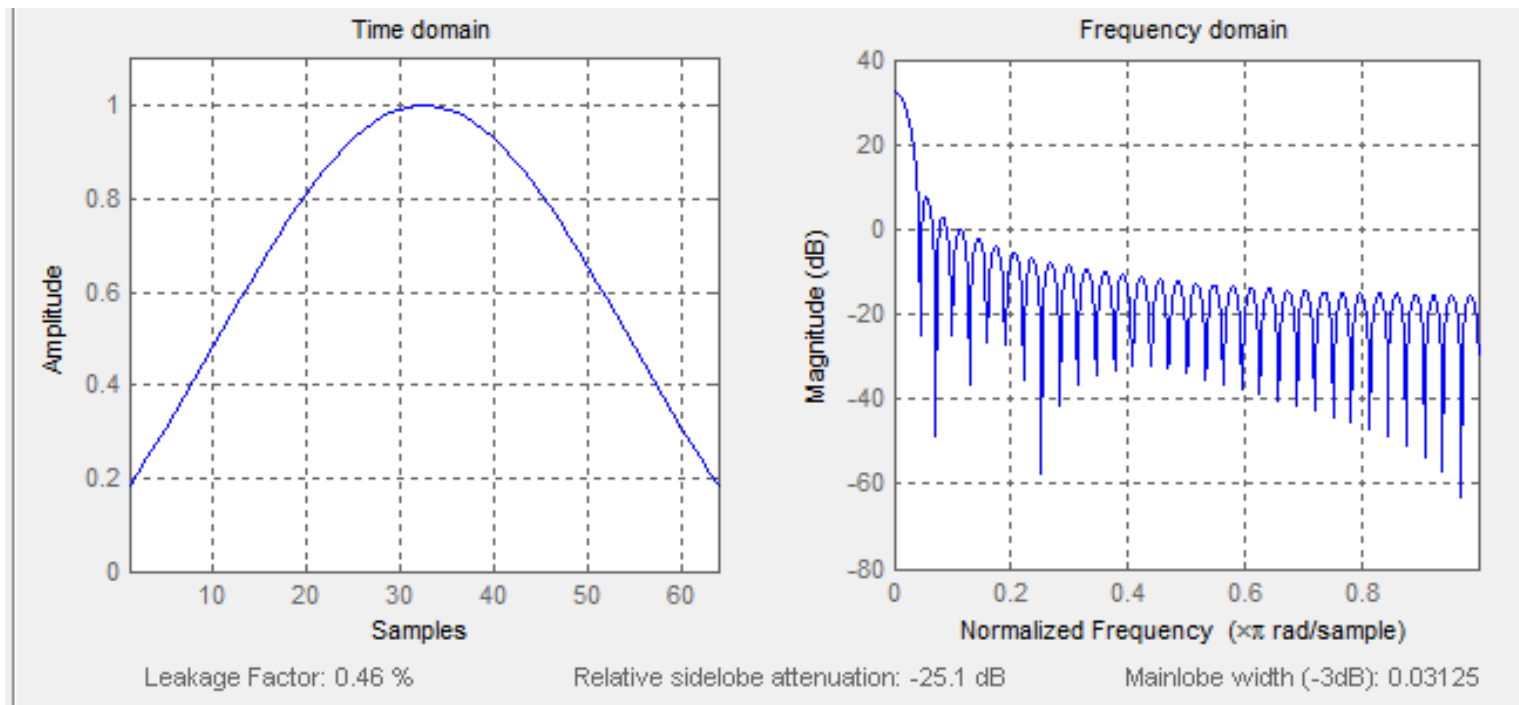 Time domain
Frequency domain
1
0.8
0.6
0.4
0.2
0
Amplitude
10 20 30 40 50 60
Samples
40
20
0
-20
-40
-60
-80
Magnitude (dB)
0 0.2 0.4 0.6 0.8
Normalized Frequency (×π rad/sample)
Leakage Factor: 0.46 % Relative sidelobe attenuation: -25.1 dB Mainlobe width (-3dB): 0.03125